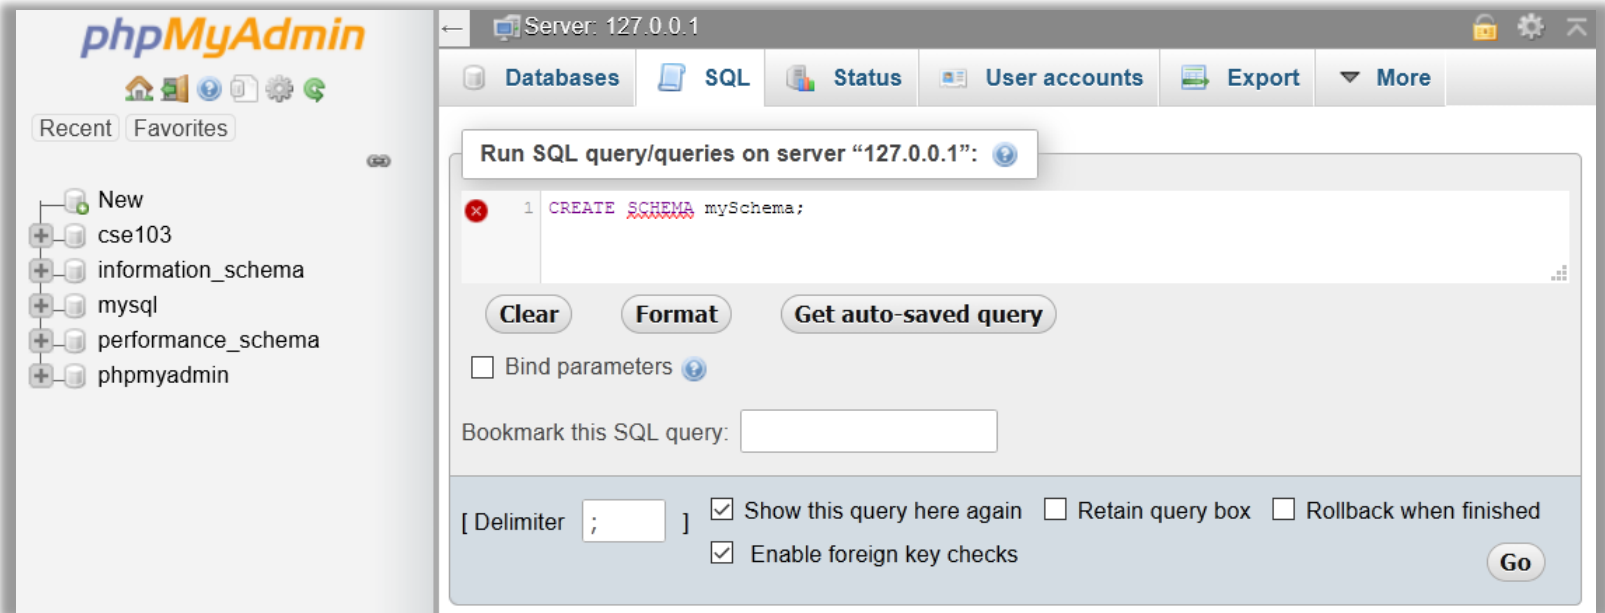 phpMyAdmin
Recent Favorites
New
cse103
information_schema
mysql
performance_schema
phpmyadmin
← Server: 127.0.0.1
Databases SQL Status User accounts Export More
Run SQL query/queries on server “127.0.0.1”:
1 CREATE SCHEMA mySchema;
Clear Format Get auto-saved query
Bind parameters
Bookmark this SQL query:
[ Delimiter ; ] Show this query here again Retain query box Rollback when finished
Enable foreign key checks
Go